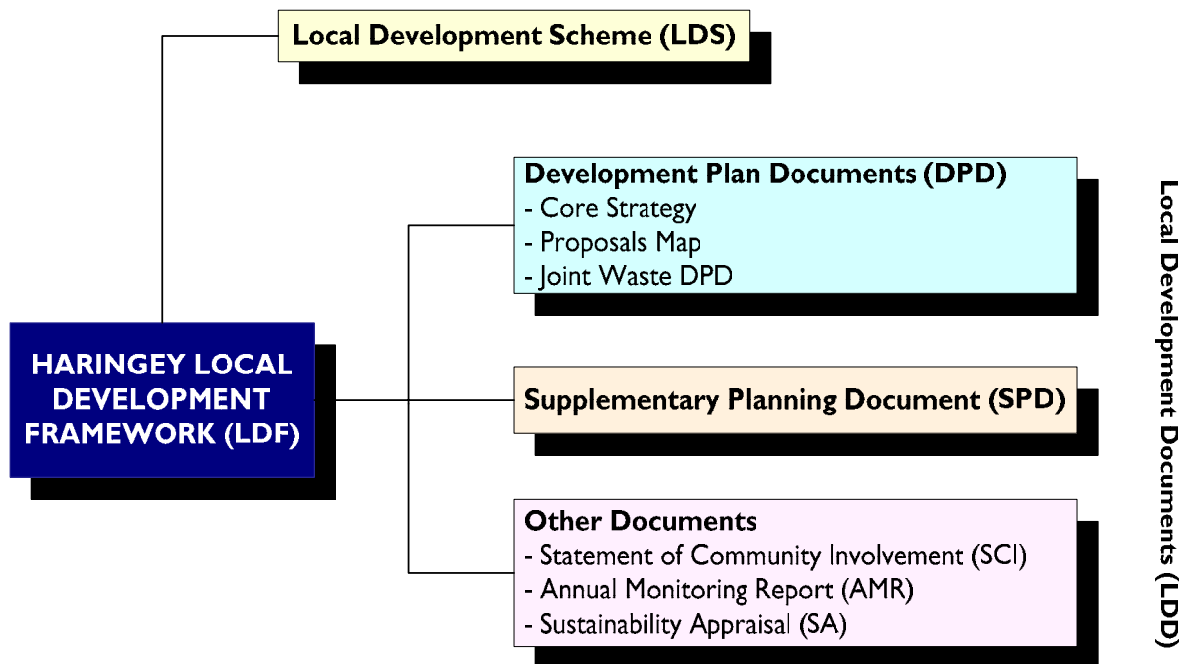 Local Development Scheme (LDS)
Development Plan Documents (DPD)
- Core Strategy
- Proposals Map
- Joint Waste DPD
HARINGEY LOCAL
DEVELOPMENT
FRAMEWORK (LDF)
Supplementary Planning Document (SPD)
Other Documents
- Statement of Community Involvement (SCI)
- Annual Monitoring Report (AMR)
- Sustainability Appraisal (SA)
Local Development Documents (LDD)